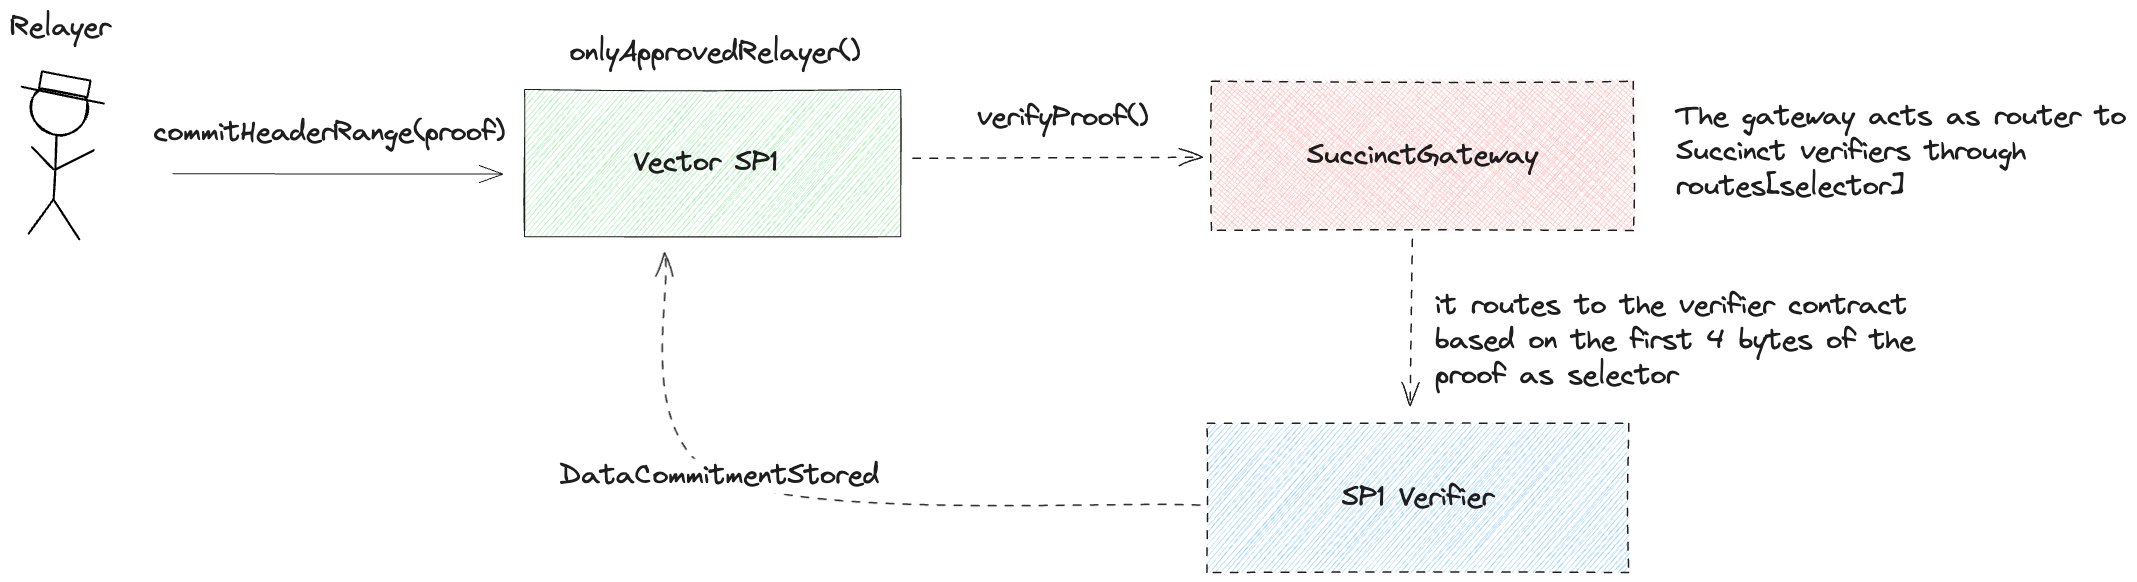 Relayer
onlyApprovedRelayer()
commitHeaderRange(proof)
Vector SP1
verifyProof()
SuccinctGateway
The gateway acts as router to
Succinct verifiers through
routes[selector]
it routes to the verifier contract
based on the first 4 bytes of the
proof as selector
DataCommitmentStored
SP1 Verifier